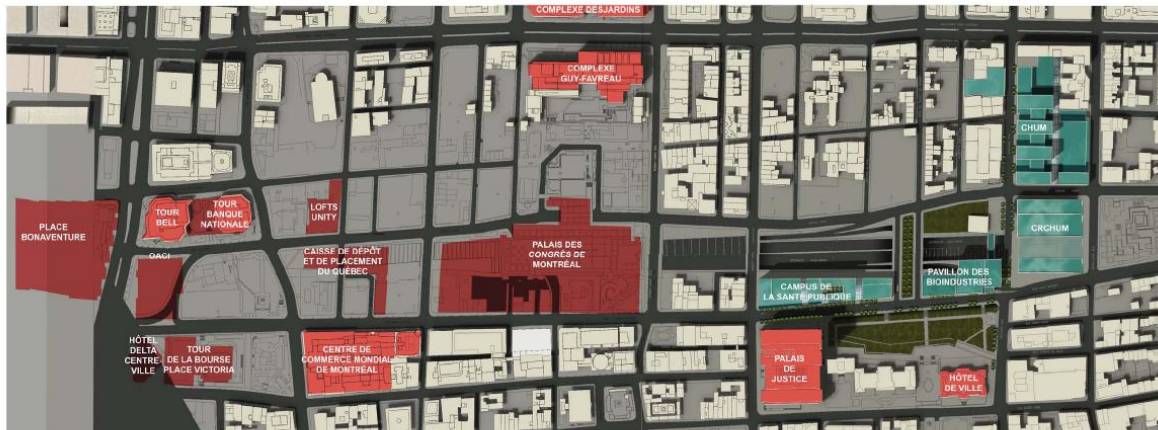 COMPLEXE DESJARDINS
COMPLEXE
GUY-FAVREAU
CHUM
PLACE
BONAVENTURE
TOUR
BELL
TOUR
BANQUE
NATIONALE
LOFTS
UNITY
OACI
CAISSE DE DÉPÔT
ET DE PLACEMENT
DU QUÉBEC
PALAIS DES
CONGRÈS DE
MONTRÉAL
CRCHUM
CAMPUS DE
LA SANTÉ PUBLIQUE
PAVILLON DES
BIOINDUSTRIES
HÔTEL
DELTA
CENTRE-
VILLE
TOUR
DE LA BOURSE
PLACE VICTORIA
CENTRE DE
COMMERCE MONDIAL
DE MONTRÉAL
PALAIS
DE
JUSTICE
HÔTEL
DE VILLE